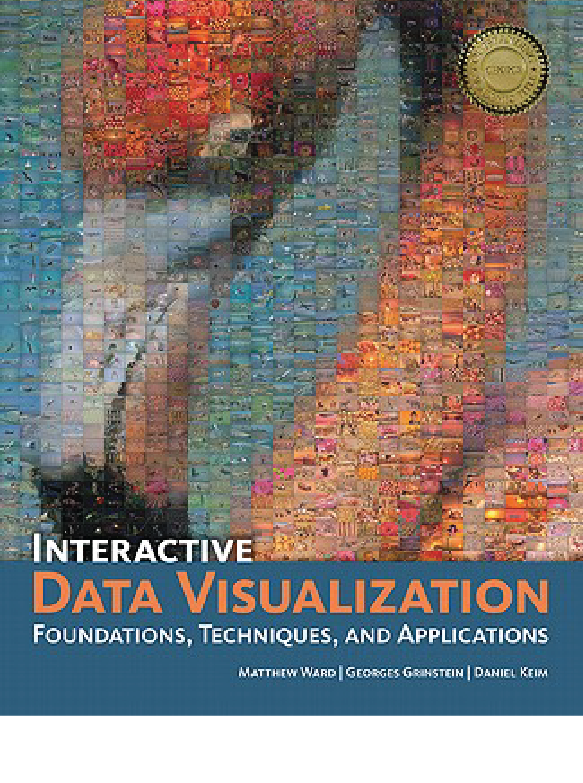 INTERACTIVE
DATA VISUALIZATION
FOUNDATIONS, TECHNIQUES, AND APPLICATIONS
MATTHEW WARD | GEORGES GRINSTEIN | DANIEL KEIM